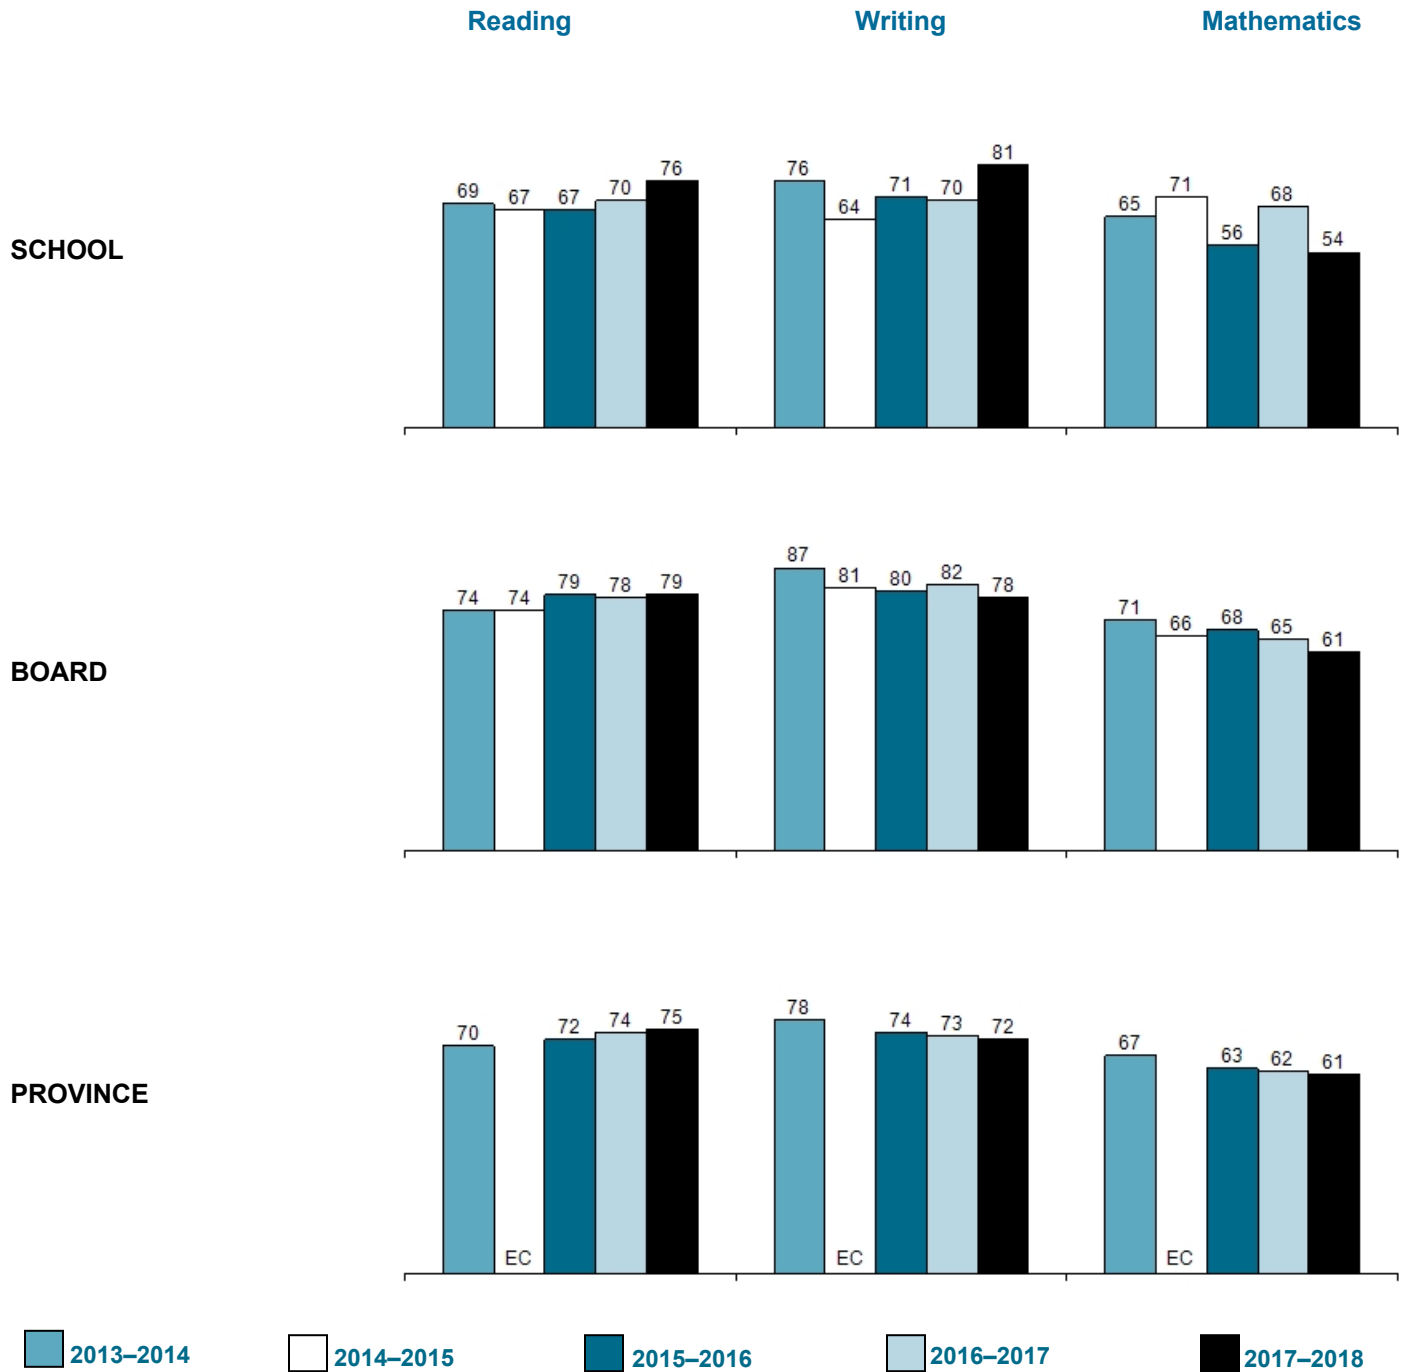 Reading Writing Mathematics
SCHOOL
69 67 67 70 76 76 64 71 70 81 65 71 56 68 54
BOARD
74 74 79 78 79 87 81 80 82 78 71 66 68 65 61
PROVINCE
70 EC 72 74 75 78 EC 74 73 72 67 EC 63 62 61
2013–2014 2014–2015 2015–2016 2016–2017 2017–2018